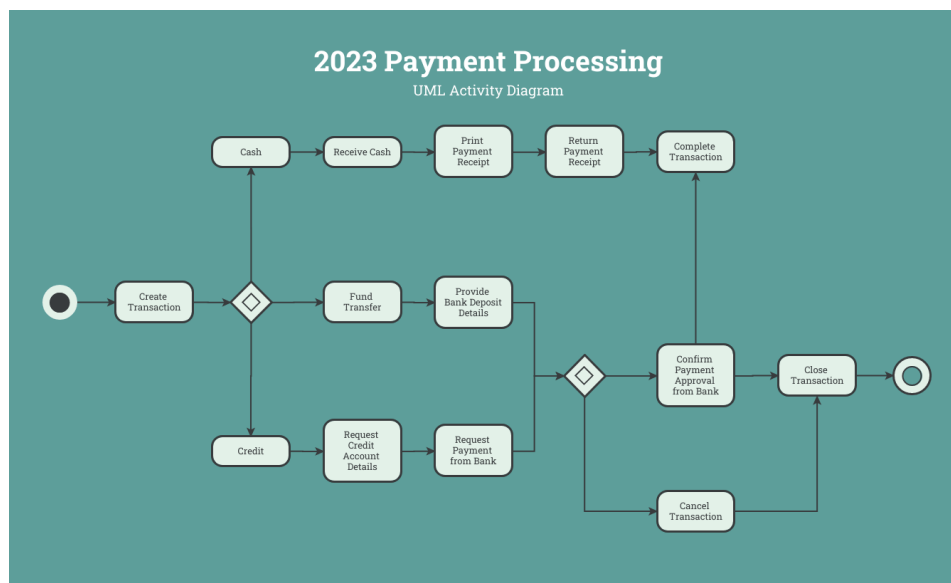 2023 Payment Processing
UML Activity Diagram
Cash
Receive Cash
Print
Payment
Receipt
Return
Payment
Receipt
Complete
Transaction
Create
Transaction
Fund
Transfer
Provide
Bank Deposit
Details
Confirm
Payment
Approval
from Bank
Close
Transaction
Credit
Request
Credit
Account
Details
Request
Payment
from Bank
Cancel
Transaction